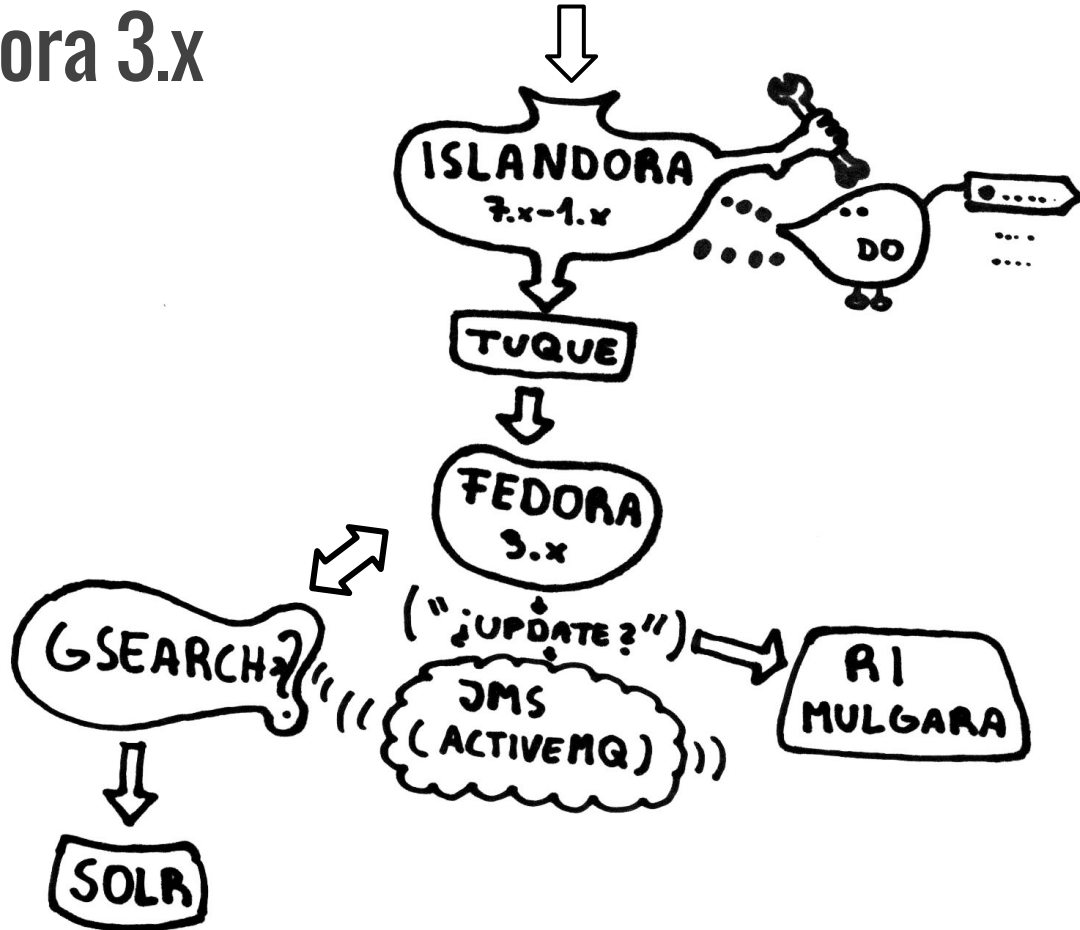 ora 3.x
ISLANDORA
7.x-1.x
DO
TUQUE
FEDORA
3.x
("¿UPDATE?")
GSEARCH?
JMS
(ACTIVEMQ)
RI
MULGARA
SOLR